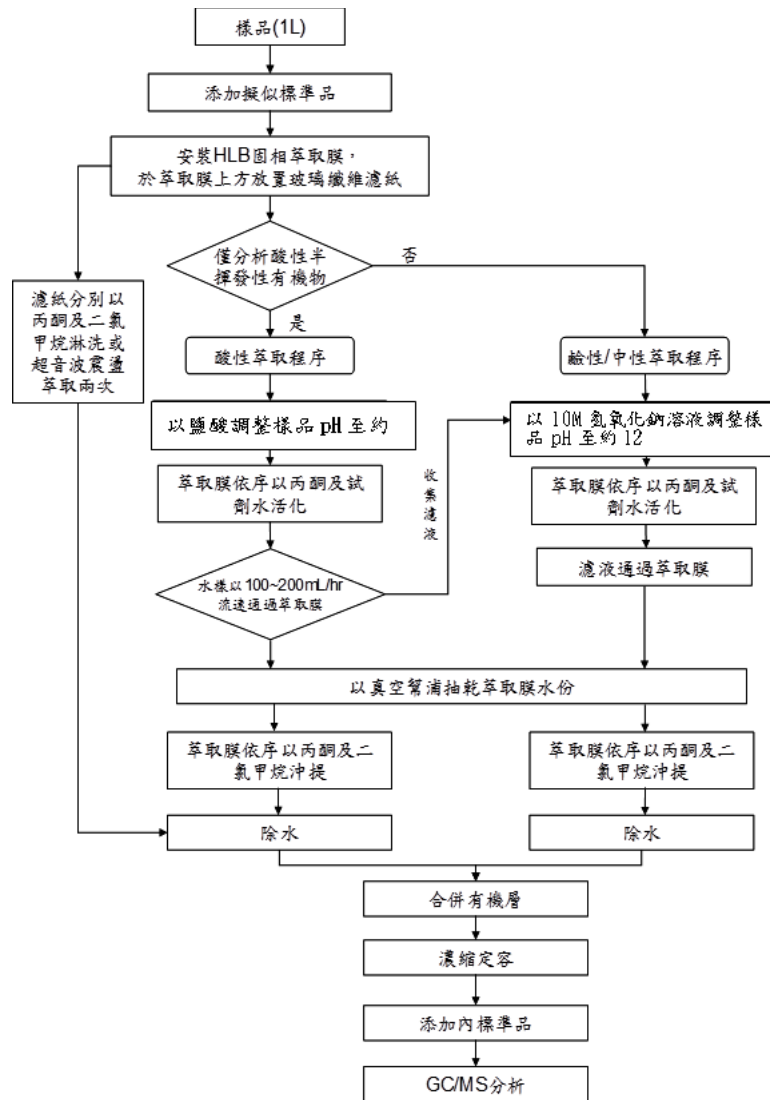 樣品(1L)
添加擬似標準品
安裝HLB固相萃取膜，
於萃取膜上方放置玻璃纖維濾紙
僅分析酸性半
揮發性有機物
否
是
濾紙分別以
丙酮及二氯
甲烷淋洗或
超音波震盪
萃取兩次
酸性萃取程序
鹼性/中性萃取程序
以鹽酸調整樣品 pH 至約
以 10M 氫氧化鈉溶液調整樣
品 pH 至約 12
萃取膜依序以丙酮及試
劑水活化
收集濾液
萃取膜依序以丙酮及試
劑水活化
水樣以100~200mL/hr
流速通過萃取膜
濾液通過萃取膜
以真空幫浦抽乾萃取膜水份
萃取膜依序以丙酮及二
氯甲烷沖提
萃取膜依序以丙酮及二
氯甲烷沖提
除水
除水
合併有機層
濃縮定容
添加內標準品
GC/MS分析